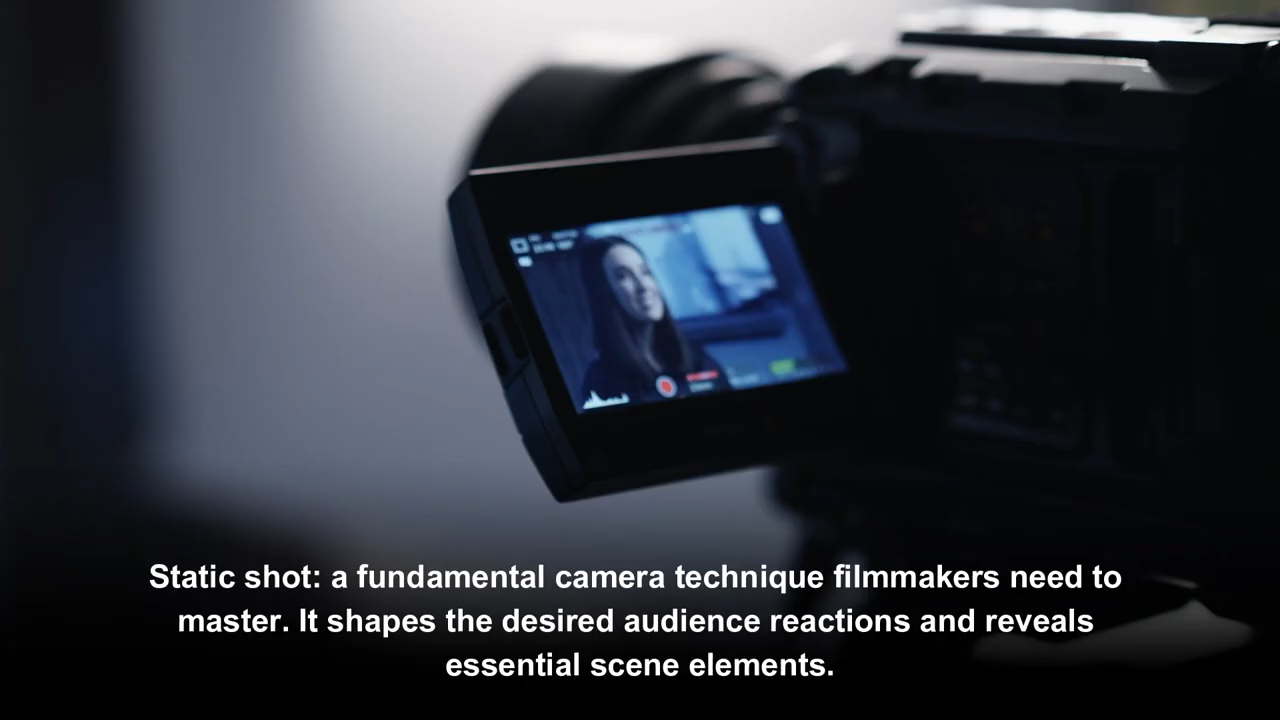 Static shot: a fundamental camera technique filmmakers need to
master. It shapes the desired audience reactions and reveals
essential scene elements.